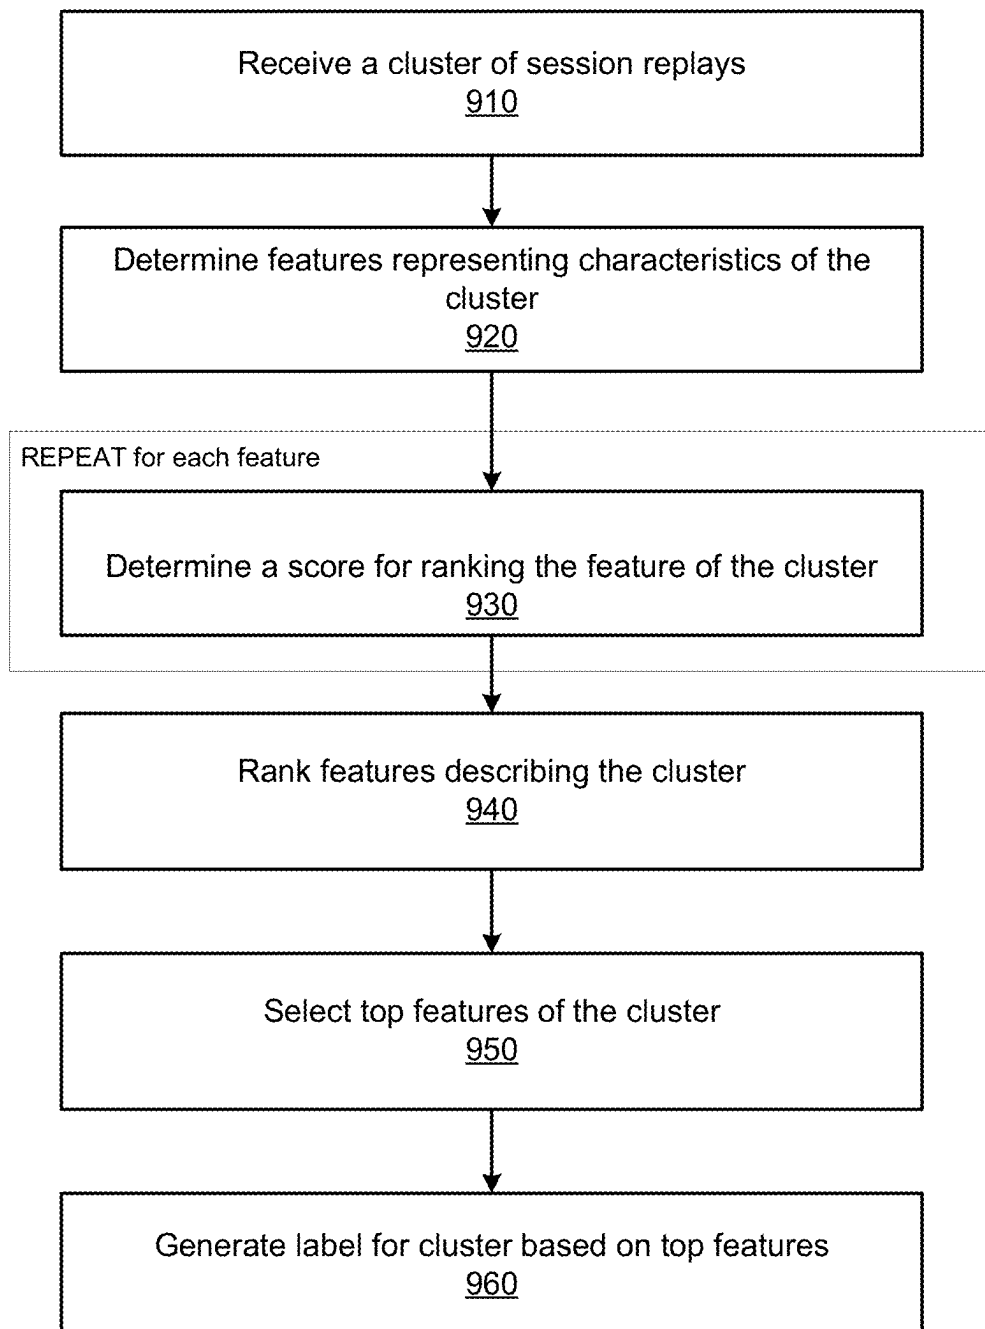 Receive a cluster of session replays
910
Determine features representing characteristics of the
cluster
920
REPEAT for each feature
Determine a score for ranking the feature of the cluster
930
Rank features describing the cluster
940
Select top features of the cluster
950
Generate label for cluster based on top features
960